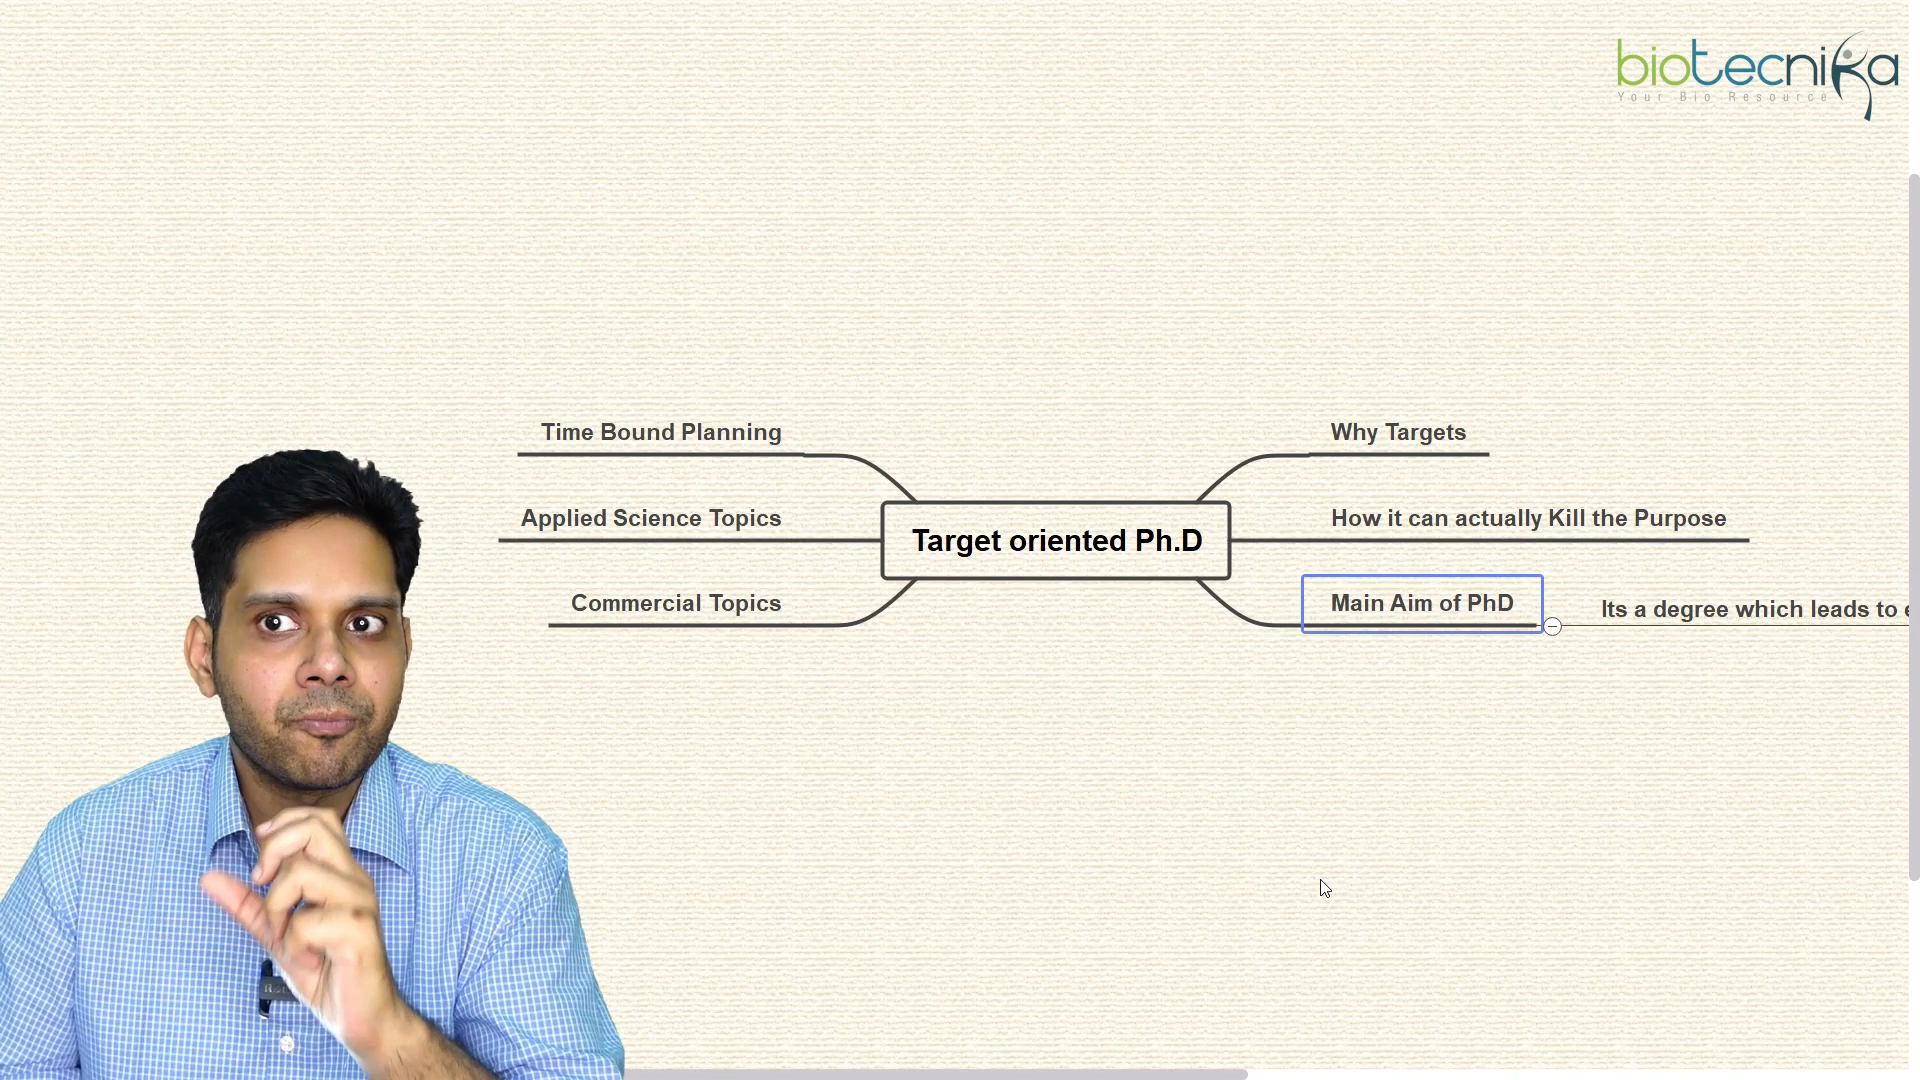 biotecnika
Your Bio Resource
Time Bound Planning
Applied Science Topics
Commercial Topics
Target oriented Ph.D
Why Targets
How it can actually Kill the Purpose
Main Aim of PhD
Its a degree which leads to